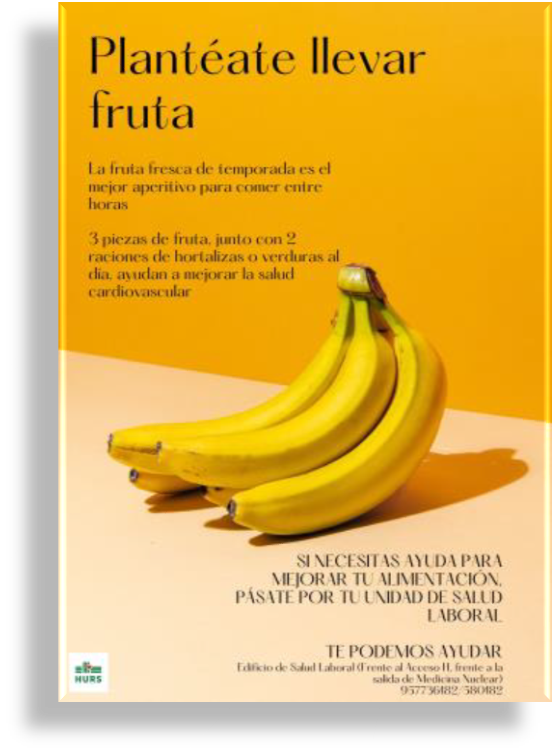 Plantéate llevar
fruta
La fruta fresca de temporada es el
mejor aperitivo para comer entre
horas
3 piezas de fruta, junto con 2
raciones de hortalizas o verduras al
día, ayudan a mejorar la salud
cardiovascular
SI NECESITAS AYUDA PARA
MEJORAR TU ALIMENTACIÓN,
PÁSATE POR TU UNIDAD DE SALUD
LABORAL
TE PODEMOS AYUDAR
Edificio de Salud Laboral (Frente al Acceso H, frente a la
salida de Medicina Nuclear)
957736482/580482
HURS